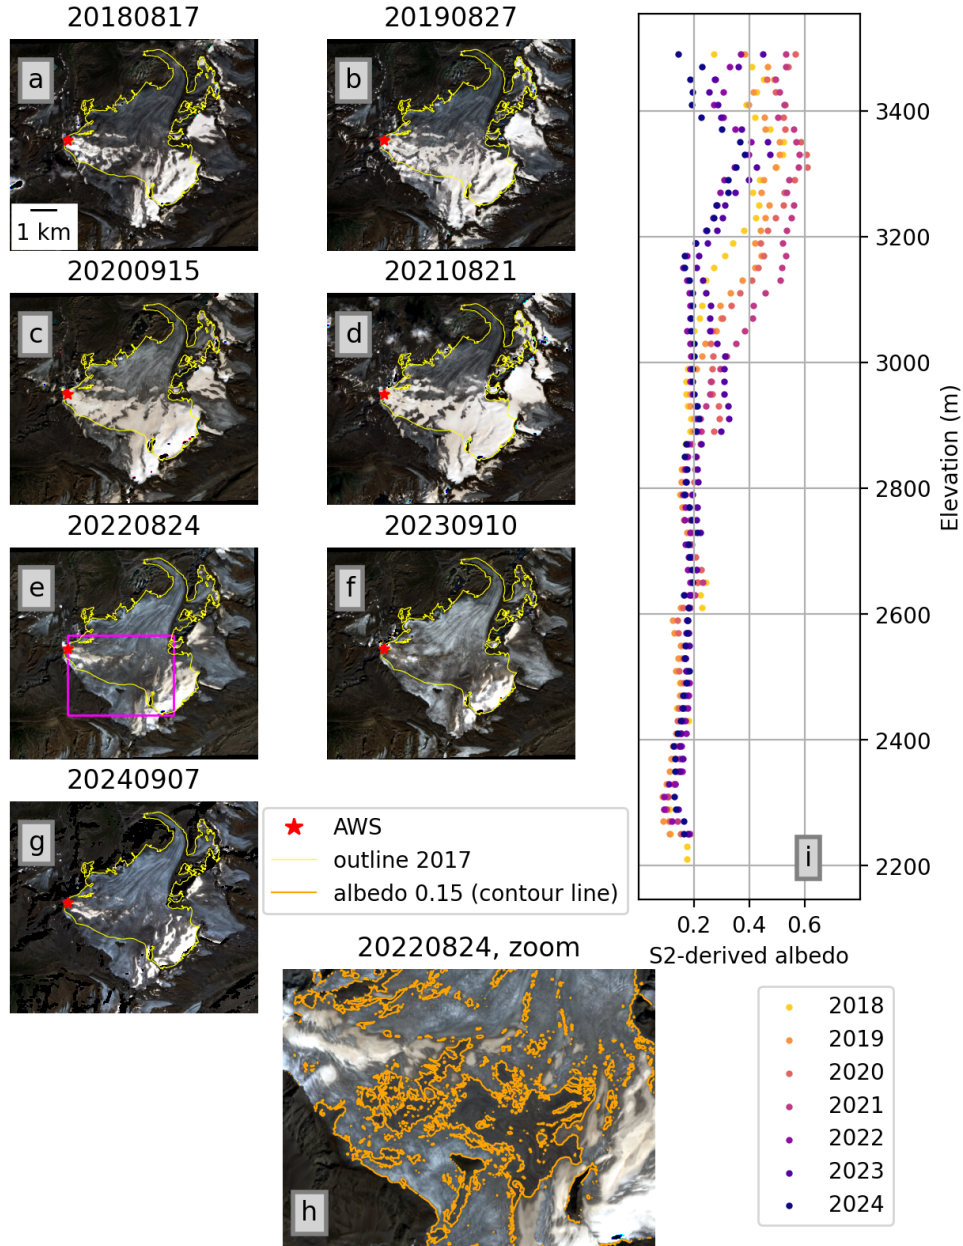 20180817
20190827
a
b
1 km
20200915
20210821
c
d
20220824
20230910
e
f
20240907
g
AWS
outline 2017
albedo 0.15 (contour line)
20220824, zoom
h
3400
3200
3000
2800
2600
2400
2200
Elevation (m)
i
0.2
0.4
0.6
S2-derived albedo
2018
2019
2020
2021
2022
2023
2024